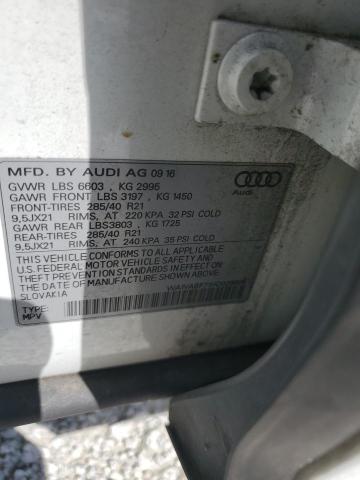 MFD. BY AUDI AG 09 16
GVWR LBS 6603 , KG 2995
GAWR FRONT LBS 3197 , KG 1450
FRONT-TIRES 285/40 R21
9,5JX21 RIMS, AT 220 KPA 32 PSI COLD
GAWR REAR LBS3803 , KG 1725
REAR-TIRES 285/40 R21
9,5JX21 RIMS, AT 240 KPA 35 PSI COLD
THIS VEHICLE CONFORMS TO ALL APPLICABLE
U.S. FEDERAL MOTOR VEHICLE SAFETY
AND THEFT PREVENTION STANDARDS IN EFFECT ON
THE DATE OF MANUFACTURE SHOWN ABOVE
SLOVAKIA
TYPE:
MPV
Audi